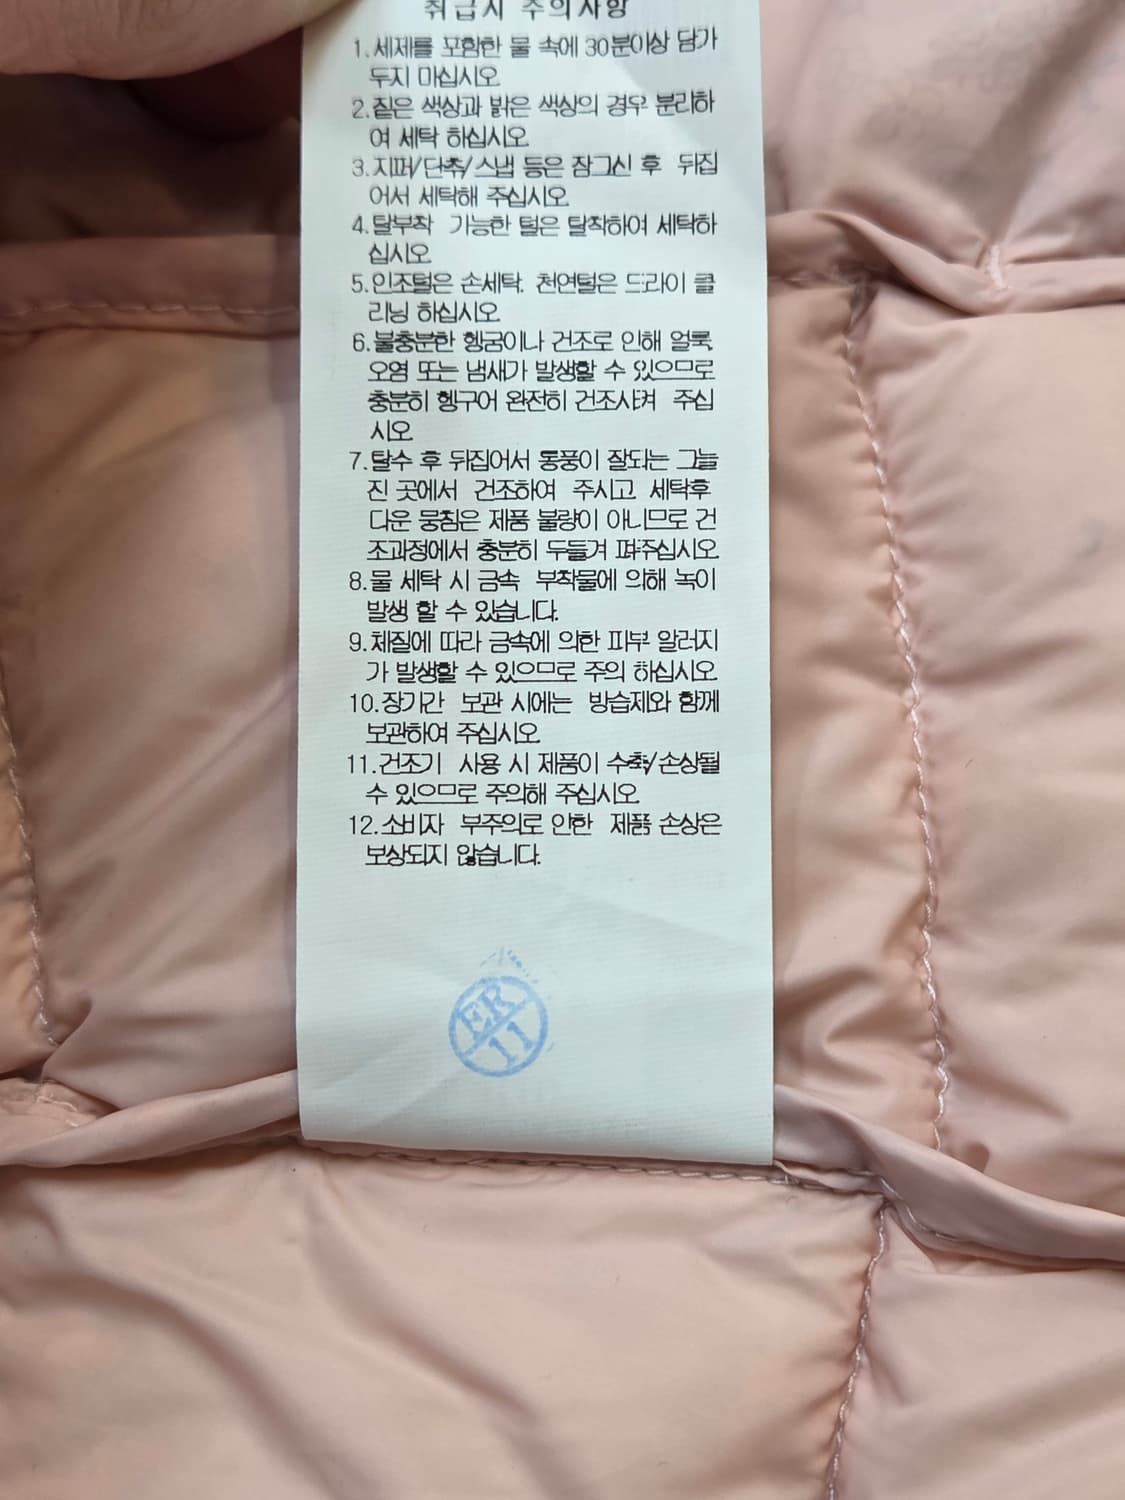 취급시 주의사항
1.세제를 포함한 물 속에 30분이상 담가
두지 마십시오
2.짙은 색상과 밝은 색상의 경우 분리하
여 세탁 하십시오
3.지퍼/단추/스냅 등은 잠그신 후 뒤집
어서 세탁해 주십시오
4.탈부착 가능한 털은 탈착하여 세탁하
십시오
5.인조털은 손세탁. 천연털은 드라이 클
리닝 하십시오
6.불충분한 헹굼이나 건조로 인해 얼룩.
오염 또는 냄새가 발생할 수 있으므로
충분히 헹구어 완전히 건조시켜 주십
시오
7.탈수 후 뒤집어서 통풍이 잘되는 그늘
진 곳에서 건조하여 주시고 세탁후
다운 뭉침은 제품 불량이 아니므로 건
조과정에서 충분히 두들겨 펴주십시오
8.물 세탁 시 금속 부착물에 의해 녹이
발생 할 수 있습니다.
9.체질에 따라 금속에 의한 피부 알러지
가 발생할 수 있으므로 주의 하십시오
10.장기간 보관 시에는 방습제와 함께
보관하여 주십시오
11.건조기 사용 시 제품이 수축/손상될
수 있으므로 주의해 주십시오
12.소비자 부주의로 인한 제품 손상은
보상되지 않습니다.
ER
11